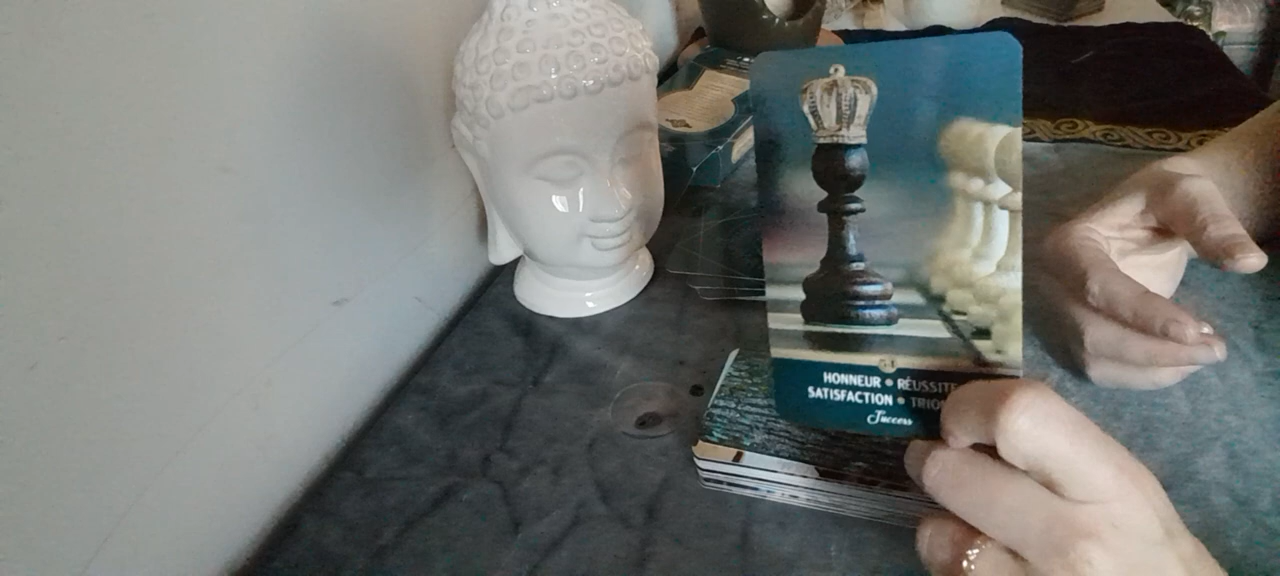 HONNEUR • RÉUSSITE
SATISFACTION •
Success